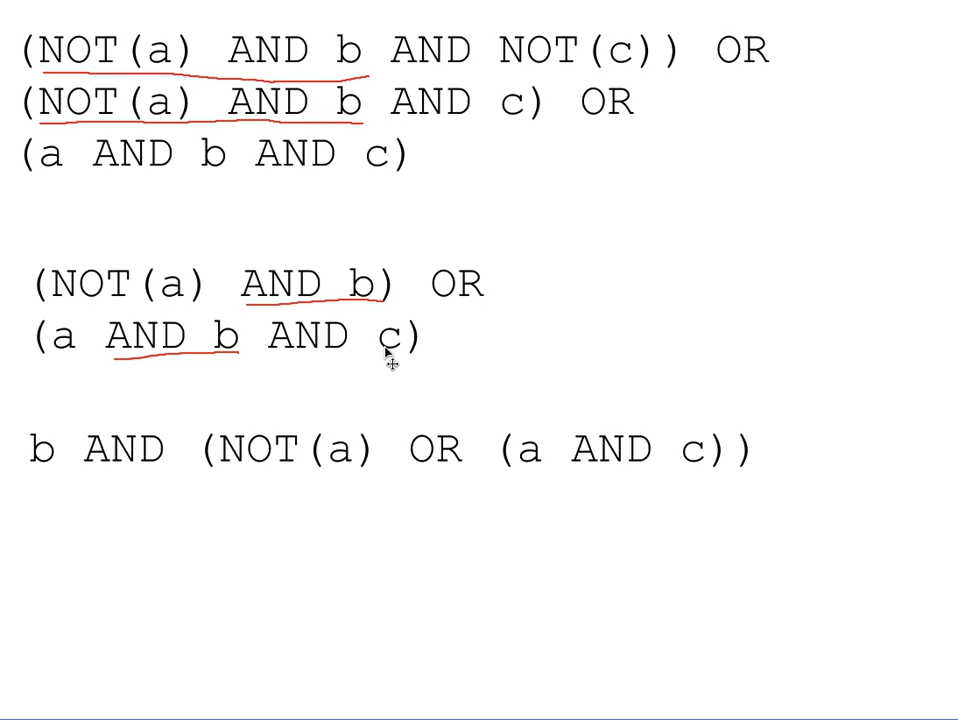 (NOT(a) AND b AND NOT(c)) OR
(NOT(a) AND b AND c) OR
(a AND b AND c)
(NOT(a) AND b) OR
(a AND b AND c)
b AND (NOT(a) OR (a AND c))